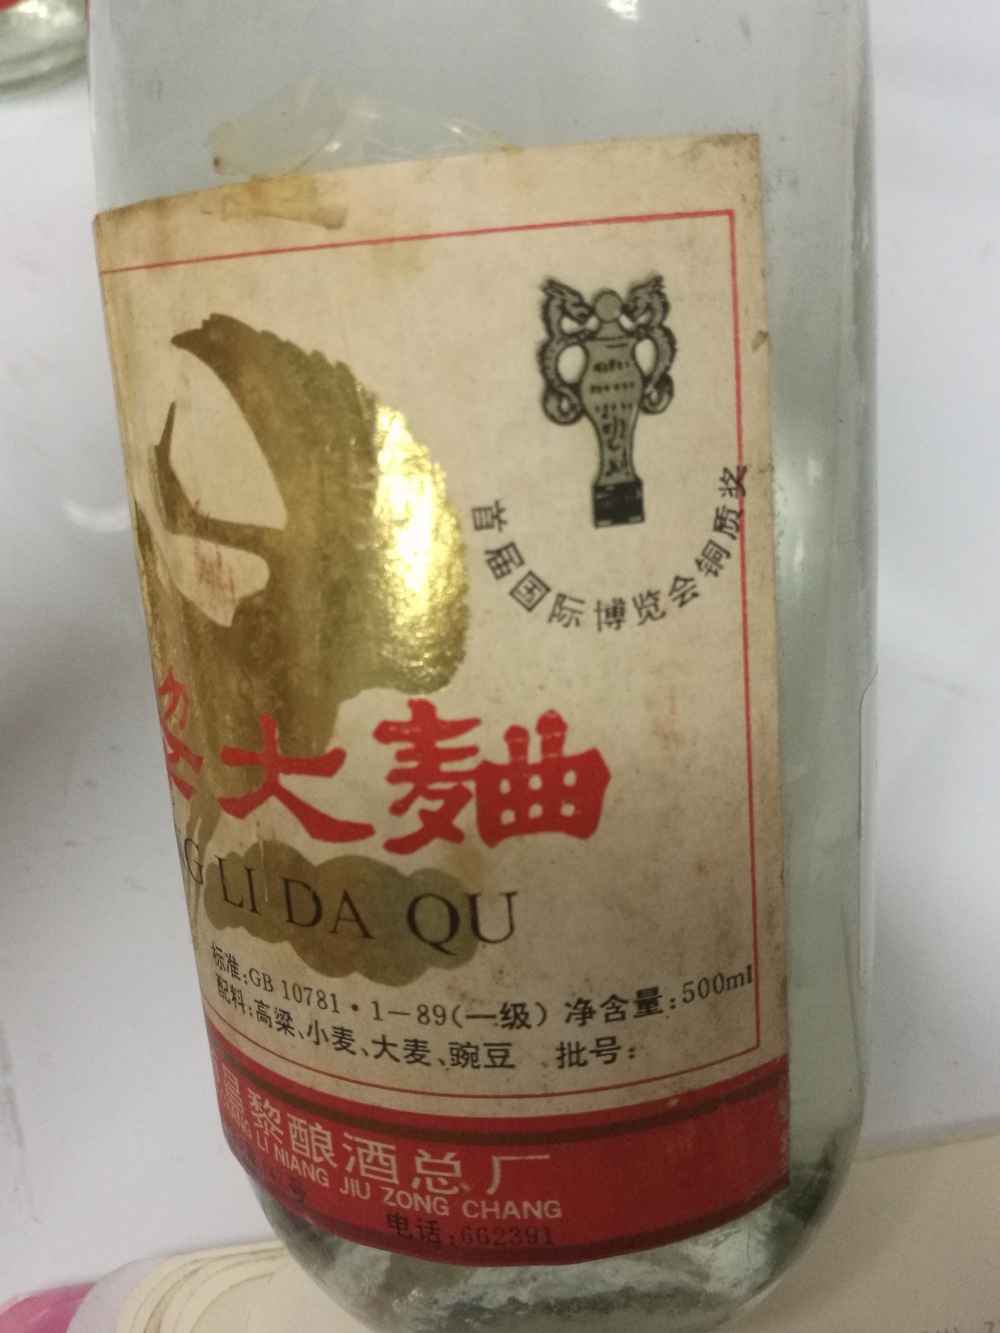 首届国际博览会铜质奖
大麯
G LI DA QU
标准:GB 10781·1—89(一级) 净含量:500ml
配料:高粱、小麦、大麦、豌豆 批号:
黎酿酒总厂
LI NIANG JIU ZONG CHANG
电话:662391